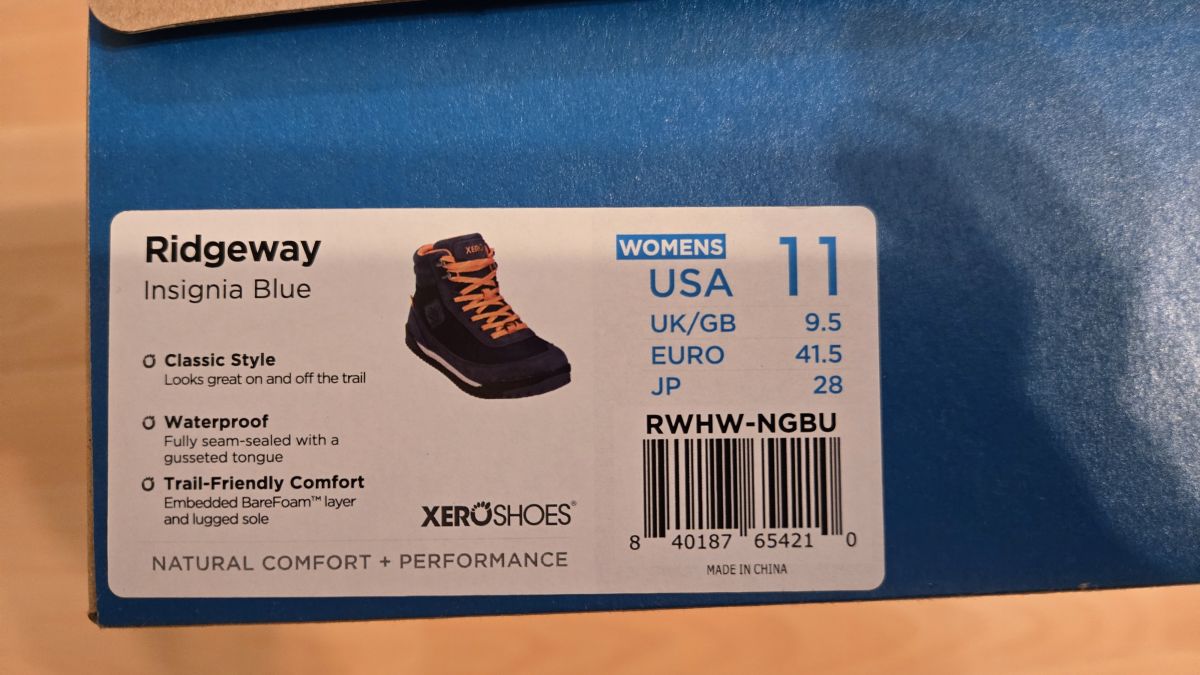 Ridgeway
Insignia Blue
Classic Style
Looks great on and off the trail
Waterproof
Fully seam-sealed with a
gusseted tongue
Trail-Friendly Comfort
Embedded BareFoam™ layer
and lugged sole
NATURAL COMFORT + PERFORMANCE
XERO
XEROSHOES®
WOMENS
USA 11
UK/GB 9.5
EURO 41.5
JP 28
RWHW-NGBU
8 40187 65421 0
MADE IN CHINA